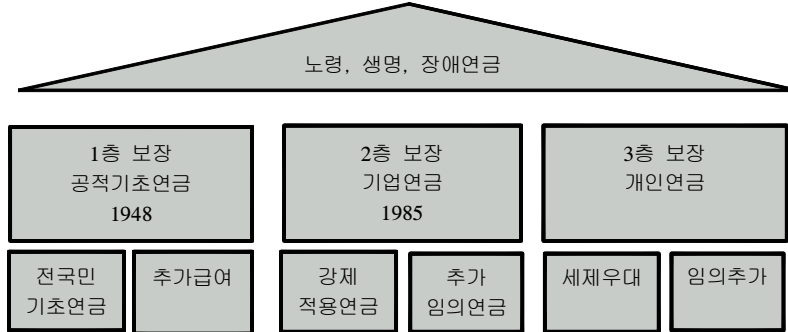 노령, 생명, 장애연금
1층 보장
공적기초연금
1948
2층 보장
기업연금
1985
3층 보장
개인연금
전국민
기초연금
추가급여
강제
적용연금
추가
임의연금
세제우대
임의추가